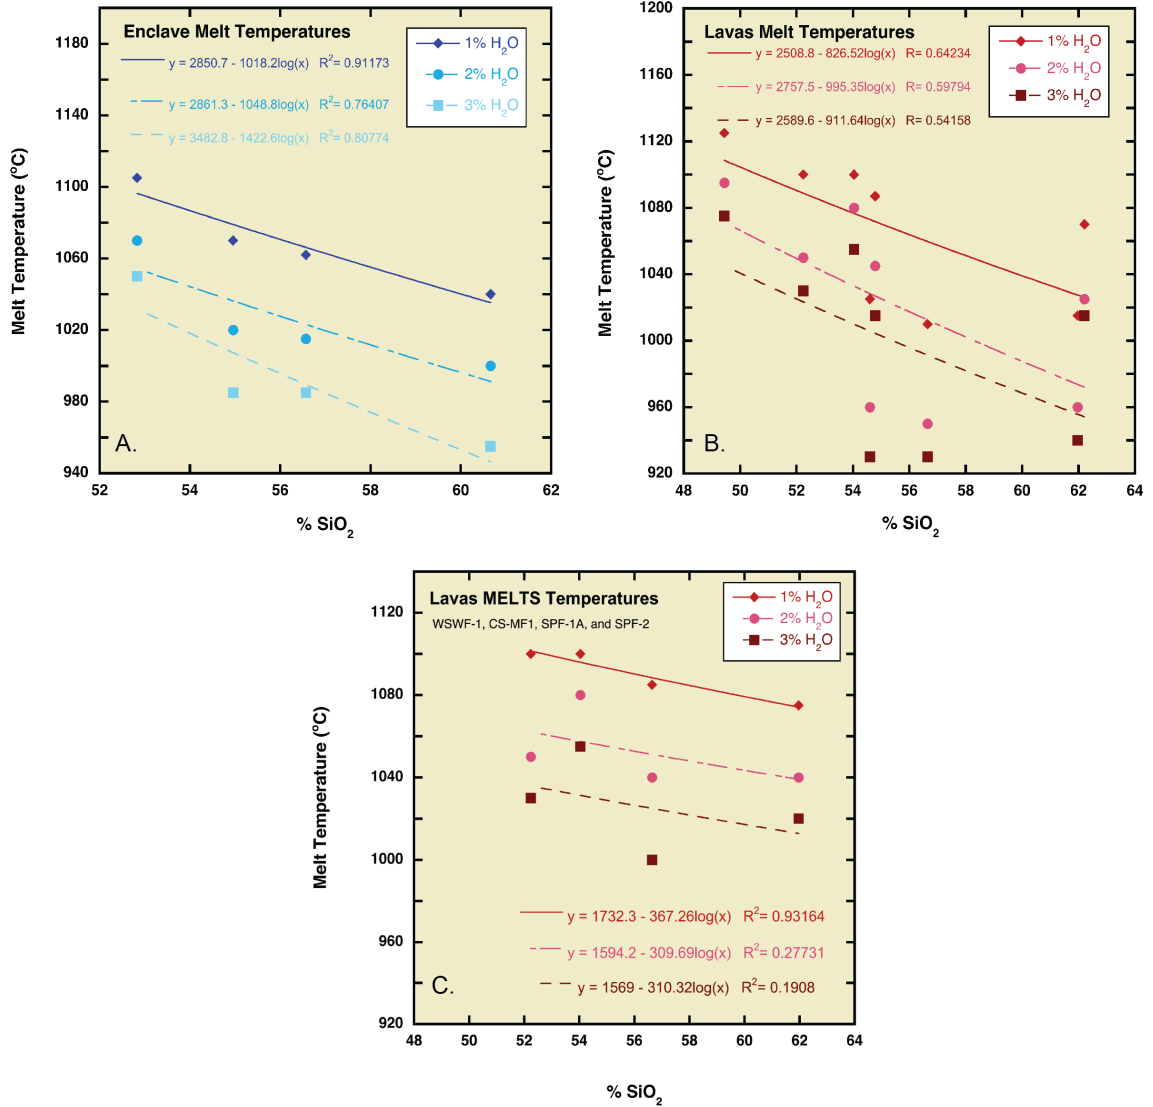 Enclave Melt Temperatures
y = 2850.7 - 1018.2log(x) R²= 0.91173
y = 2861.3 - 1048.8log(x) R²= 0.76407
y = 3482.8 - 1422.6log(x) R²= 0.80774
1% H₂O
2% H₂O
3% H₂O
Melt Temperature (°C)
1180
1140
1100
1060
1020
980
940
A.
52 54 56 58 60 62
% SiO₂
Lavas Melt Temperatures
y = 2508.8 - 826.52log(x) R= 0.64234
y = 2757.5 - 995.35log(x) R= 0.59794
y = 2589.6 - 911.64log(x) R= 0.54158
1% H₂O
2% H₂O
3% H₂O
Melt Temperature (°C)
1200
1160
1120
1080
1040
1000
960
920
B.
48 50 52 54 56 58 60 62 64
% SiO₂
Lavas MELTS Temperatures
WSWF-1, CS-MF1, SPF-1A, and SPF-2
1% H₂O
2% H₂O
3% H₂O
Melt Temperature (°C)
1120
1080
1040
1000
960
920
y = 1732.3 - 367.26log(x) R²= 0.93164
y = 1594.2 - 309.69log(x) R²= 0.27731
y = 1569 - 310.32log(x) R²= 0.1908
C.
48 50 52 54 56 58 60 62 64
% SiO₂